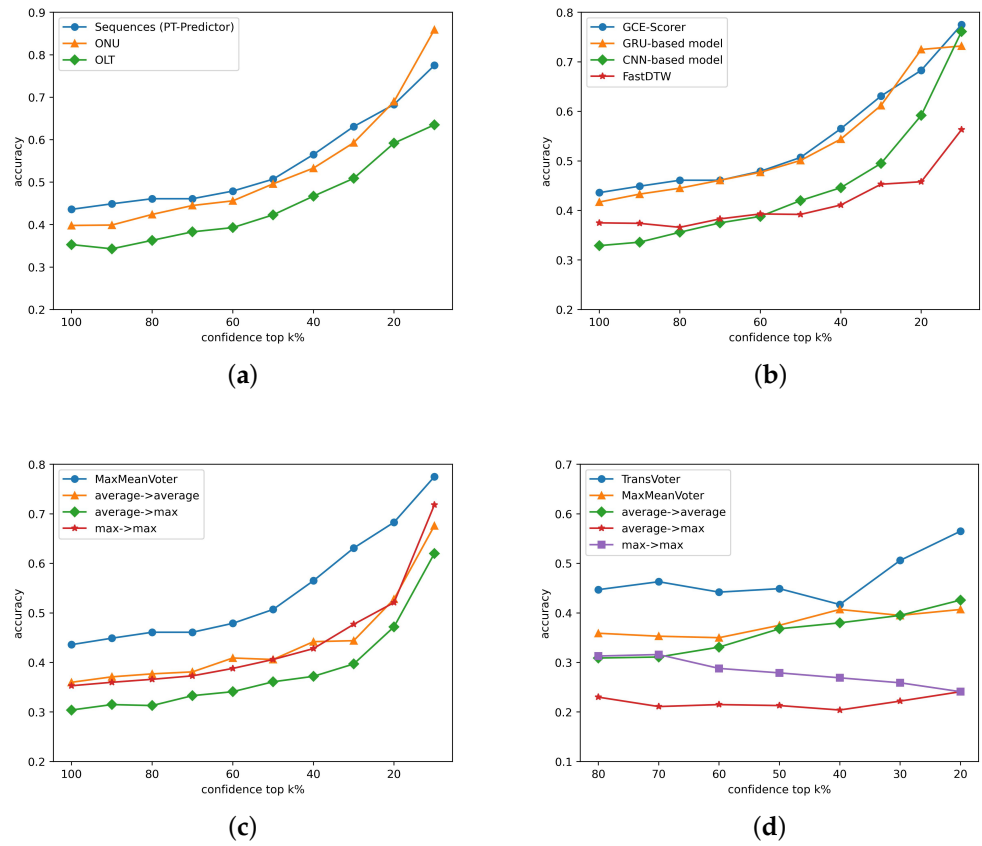 0.9
0.8
0.7
0.6
0.5
0.4
0.3
0.2
accuracy
Sequences (PT-Predictor)
ONU
OLT
100
80
60
40
20
confidence top k%
(a)
0.8
0.7
0.6
0.5
0.4
0.3
0.2
accuracy
GCE-Scorer
GRU-based model
CNN-based model
FastDTW
100
80
60
40
20
confidence top k%
(b)
0.8
0.7
0.6
0.5
0.4
0.3
0.2
accuracy
MaxMeanVoter
average->average
average->max
max->max
100
80
60
40
20
confidence top k%
(c)
0.7
0.6
0.5
0.4
0.3
0.2
0.1
accuracy
TransVoter
MaxMeanVoter
average->average
average->max
max->max
80
70
60
50
40
30
20
confidence top k%
(d)